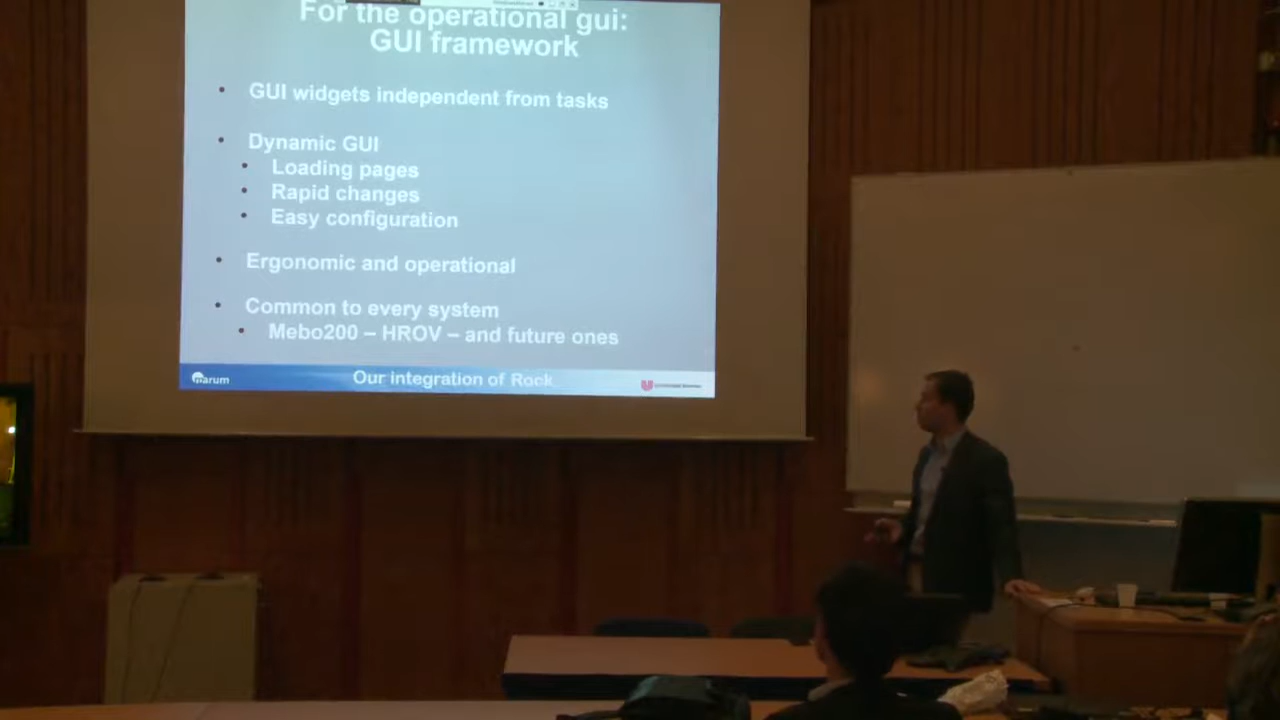 For the operational gui:
GUI framework
• GUI widgets independent from tasks
• Dynamic GUI
• Loading pages
• Rapid changes
• Easy configuration
• Ergonomic and operational
• Common to every system
• Mebo200 – HROV – and future ones
marum
Our integration of Rock